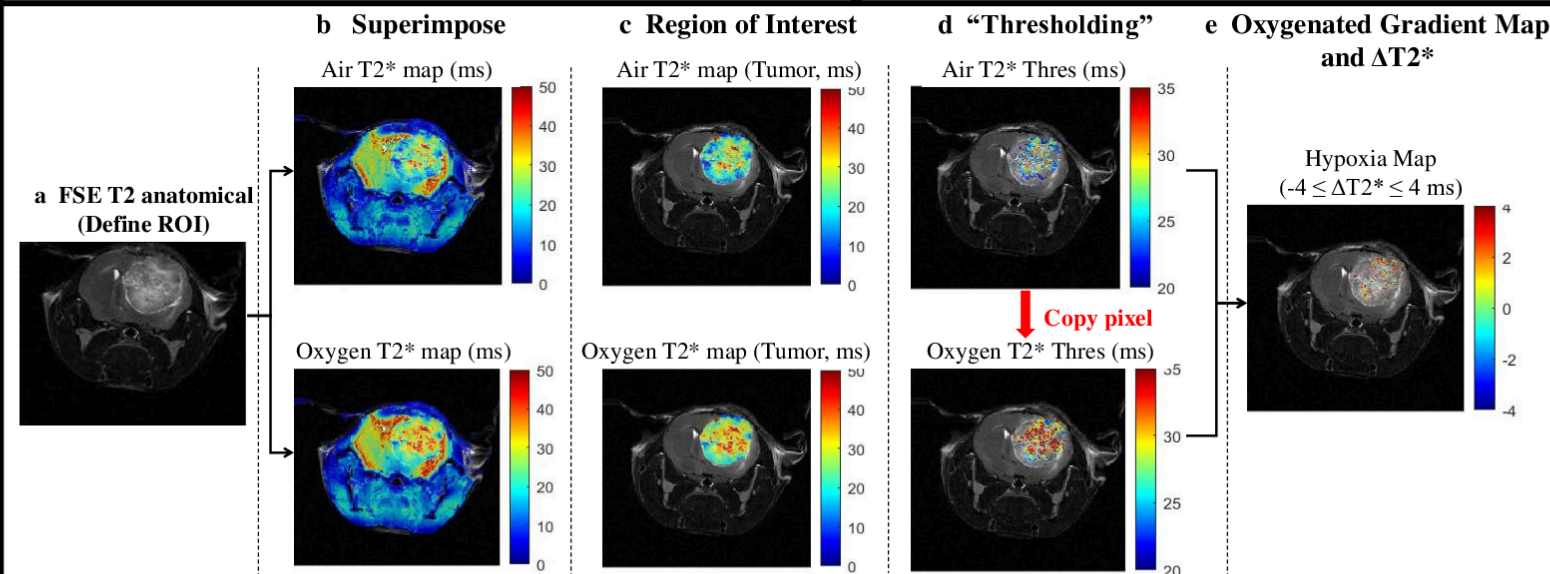 b Superimpose
c Region of Interest
d “Thresholding”
e Oxygenated Gradient Map
and ΔT2*
a FSE T2 anatomical
(Define ROI)
Air T2* map (ms)
50
40
30
20
10
0
Oxygen T2* map (ms)
50
40
30
20
10
0
Air T2* map (Tumor, ms)
50
40
30
20
10
0
Oxygen T2* map (Tumor, ms)
50
40
30
20
10
0
Air T2* Thres (ms)
35
30
25
20
Copy pixel
Oxygen T2* Thres (ms)
35
30
25
20
Hypoxia Map
(-4 ≤ ΔT2* ≤ 4 ms)
4
2
0
-2
-4